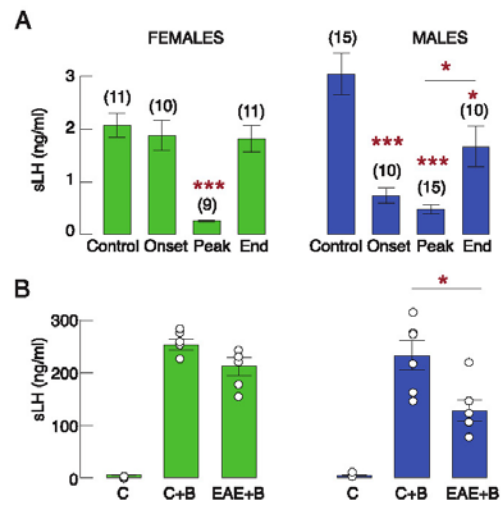 A
FEMALES
MALES
sLH (ng/ml)
3
2
1
0
(11)
(10)
***
(9)
(11)
Control Onset Peak End
(15)
***
(10)
***
(15)
*
*
(10)
Control Onset Peak End
B
sLH (ng/ml)
300
200
100
0
C C+B EAE+B
*
C C+B EAE+B